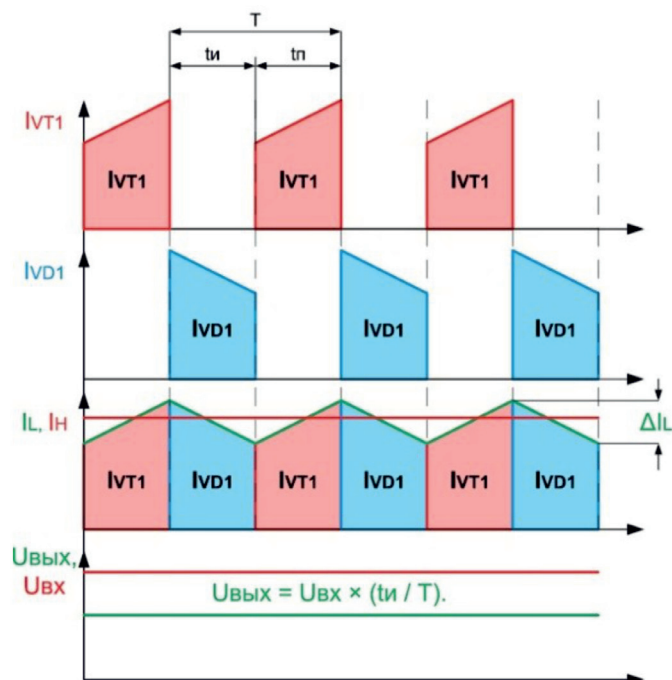 T
tи tп
IVT1
IVT1 IVT1 IVT1
IVD1
IVD1 IVD1 IVD1
IL, IH
ΔIL
IVT1 IVD1 IVT1 IVD1 IVT1 IVD1
Uвых,
Uвх
Uвых = Uвх × (tи / T).